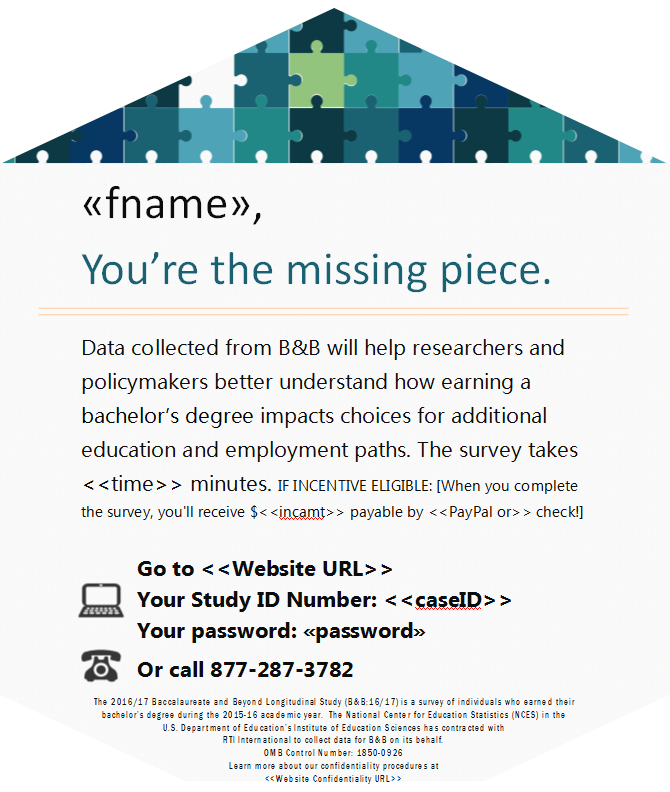 «fname»,
You’re the missing piece.
Data collected from B&B will help researchers and
policymakers better understand how earning a
bachelor’s degree impacts choices for additional
education and employment paths. The survey takes
<<time>> minutes. IF INCENTIVE ELIGIBLE: [When you complete
the survey, you'll receive $<<incamt>> payable by <<PayPal or>> check!]
Go to <<Website URL>>
Your Study ID Number: <<caseID>>
Your password: «password»
Or call 877-287-3782
The 2016/17 Baccalaureate and Beyond Longitudinal Study (B&B:16/17) is a survey of individuals who earned their
bachelor’s degree during the 2015-16 academic year. The National Center for Education Statistics (NCES) in the
U.S. Department of Education’s Institute of Education Sciences has contracted with
RTI International to collect data for B&B on its behalf.
OMB Control Number: 1850-0926
Learn more about our confidentiality procedures at
<<Website Confidentiality URL>>